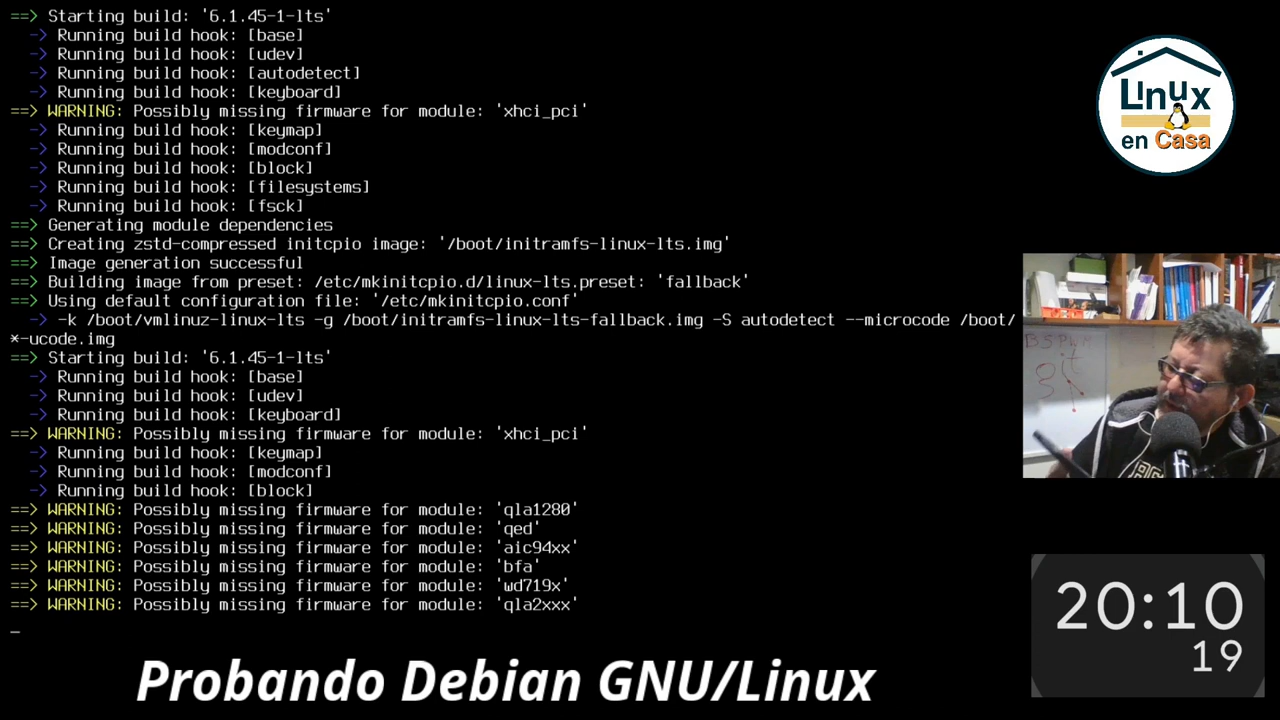 ==> Starting build: '6.1.45-1-lts'
-> Running build hook: [base]
-> Running build hook: [udev]
-> Running build hook: [autodetect]
-> Running build hook: [keyboard]
==> WARNING: Possibly missing firmware for module: 'xhci_pci'
-> Running build hook: [keymap]
-> Running build hook: [modconf]
-> Running build hook: [block]
-> Running build hook: [filesystems]
-> Running build hook: [fsck]
==> Generating module dependencies
==> Creating zstd-compressed initcpio image: '/boot/initramfs-linux-lts.img'
==> Image generation successful
==> Building image from preset: /etc/mkinitcpio.d/linux-lts.preset: 'fallback'
==> Using default configuration file: '/etc/mkinitcpio.conf'
-> -k /boot/vmlinuz-linux-lts -g /boot/initramfs-linux-lts-fallback.img -S autodetect --microcode /boot/
*-ucode.img
==> Starting build: '6.1.45-1-lts'
-> Running build hook: [base]
-> Running build hook: [udev]
-> Running build hook: [keyboard]
==> WARNING: Possibly missing firmware for module: 'xhci_pci'
-> Running build hook: [keymap]
-> Running build hook: [modconf]
-> Running build hook: [block]
==> WARNING: Possibly missing firmware for module: 'qla1280'
==> WARNING: Possibly missing firmware for module: 'qed'
==> WARNING: Possibly missing firmware for module: 'aic94xx'
==> WARNING: Possibly missing firmware for module: 'bfa'
==> WARNING: Possibly missing firmware for module: 'wd719x'
==> WARNING: Possibly missing firmware for module: 'qla2xxx'
_
Linux
en Casa
git
20:10
19
Probando Debian GNU/Linux